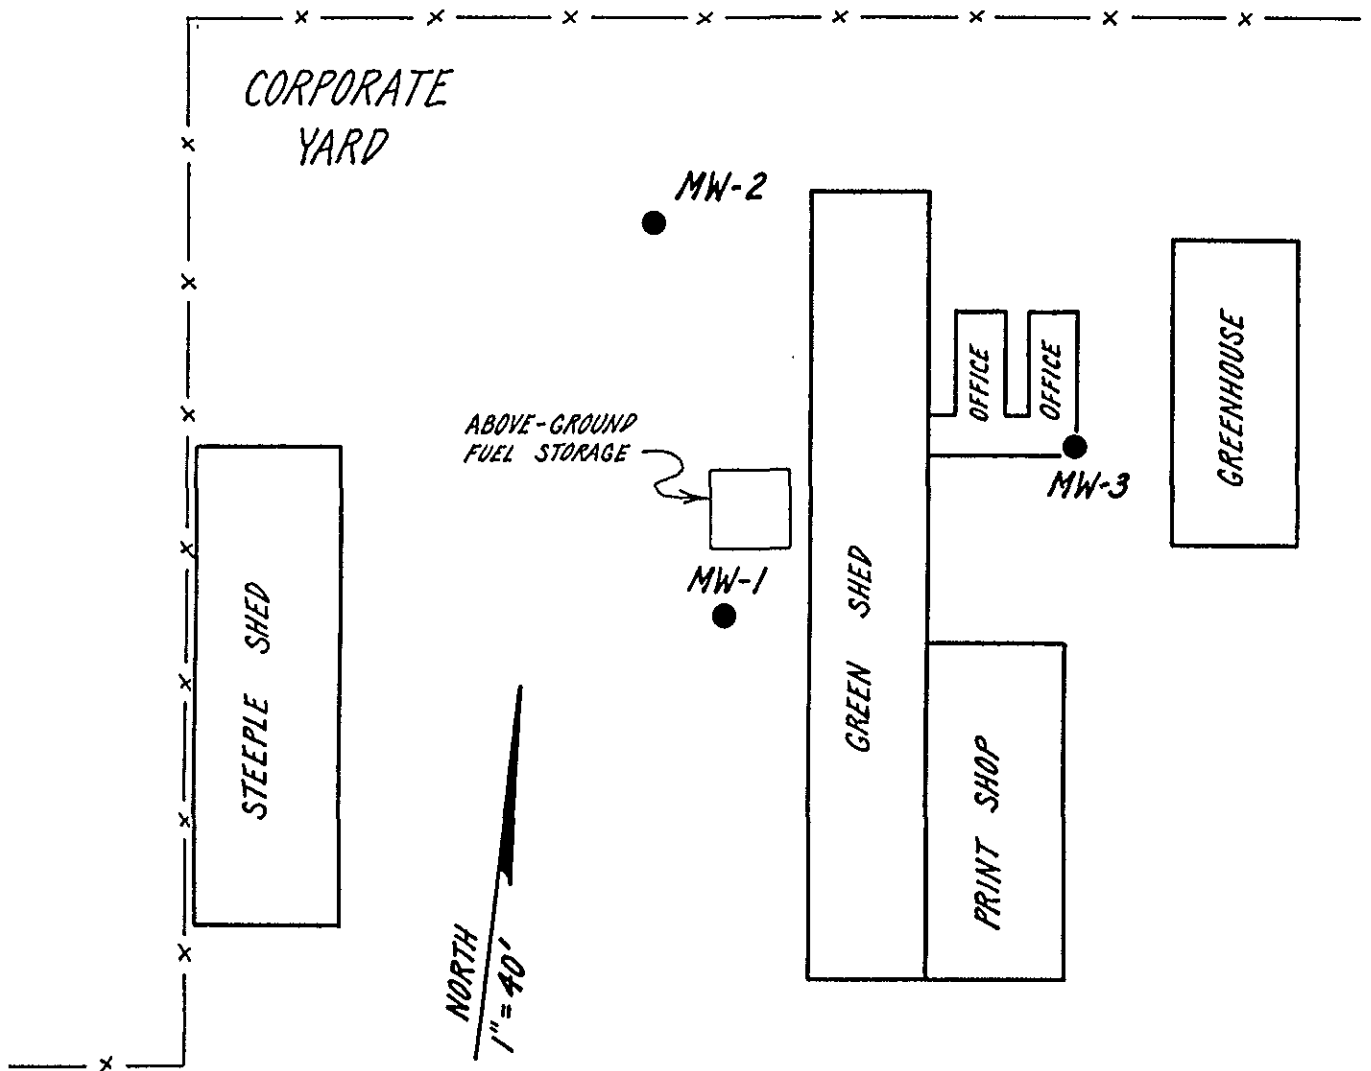 CORPORATE
YARD
MW-2
OFFICE
OFFICE
GREENHOUSE
ABOVE-GROUND
FUEL STORAGE
MW-3
MW-1
STEEPLE SHED
GREEN SHED
PRINT SHOP
NORTH
1"=40'